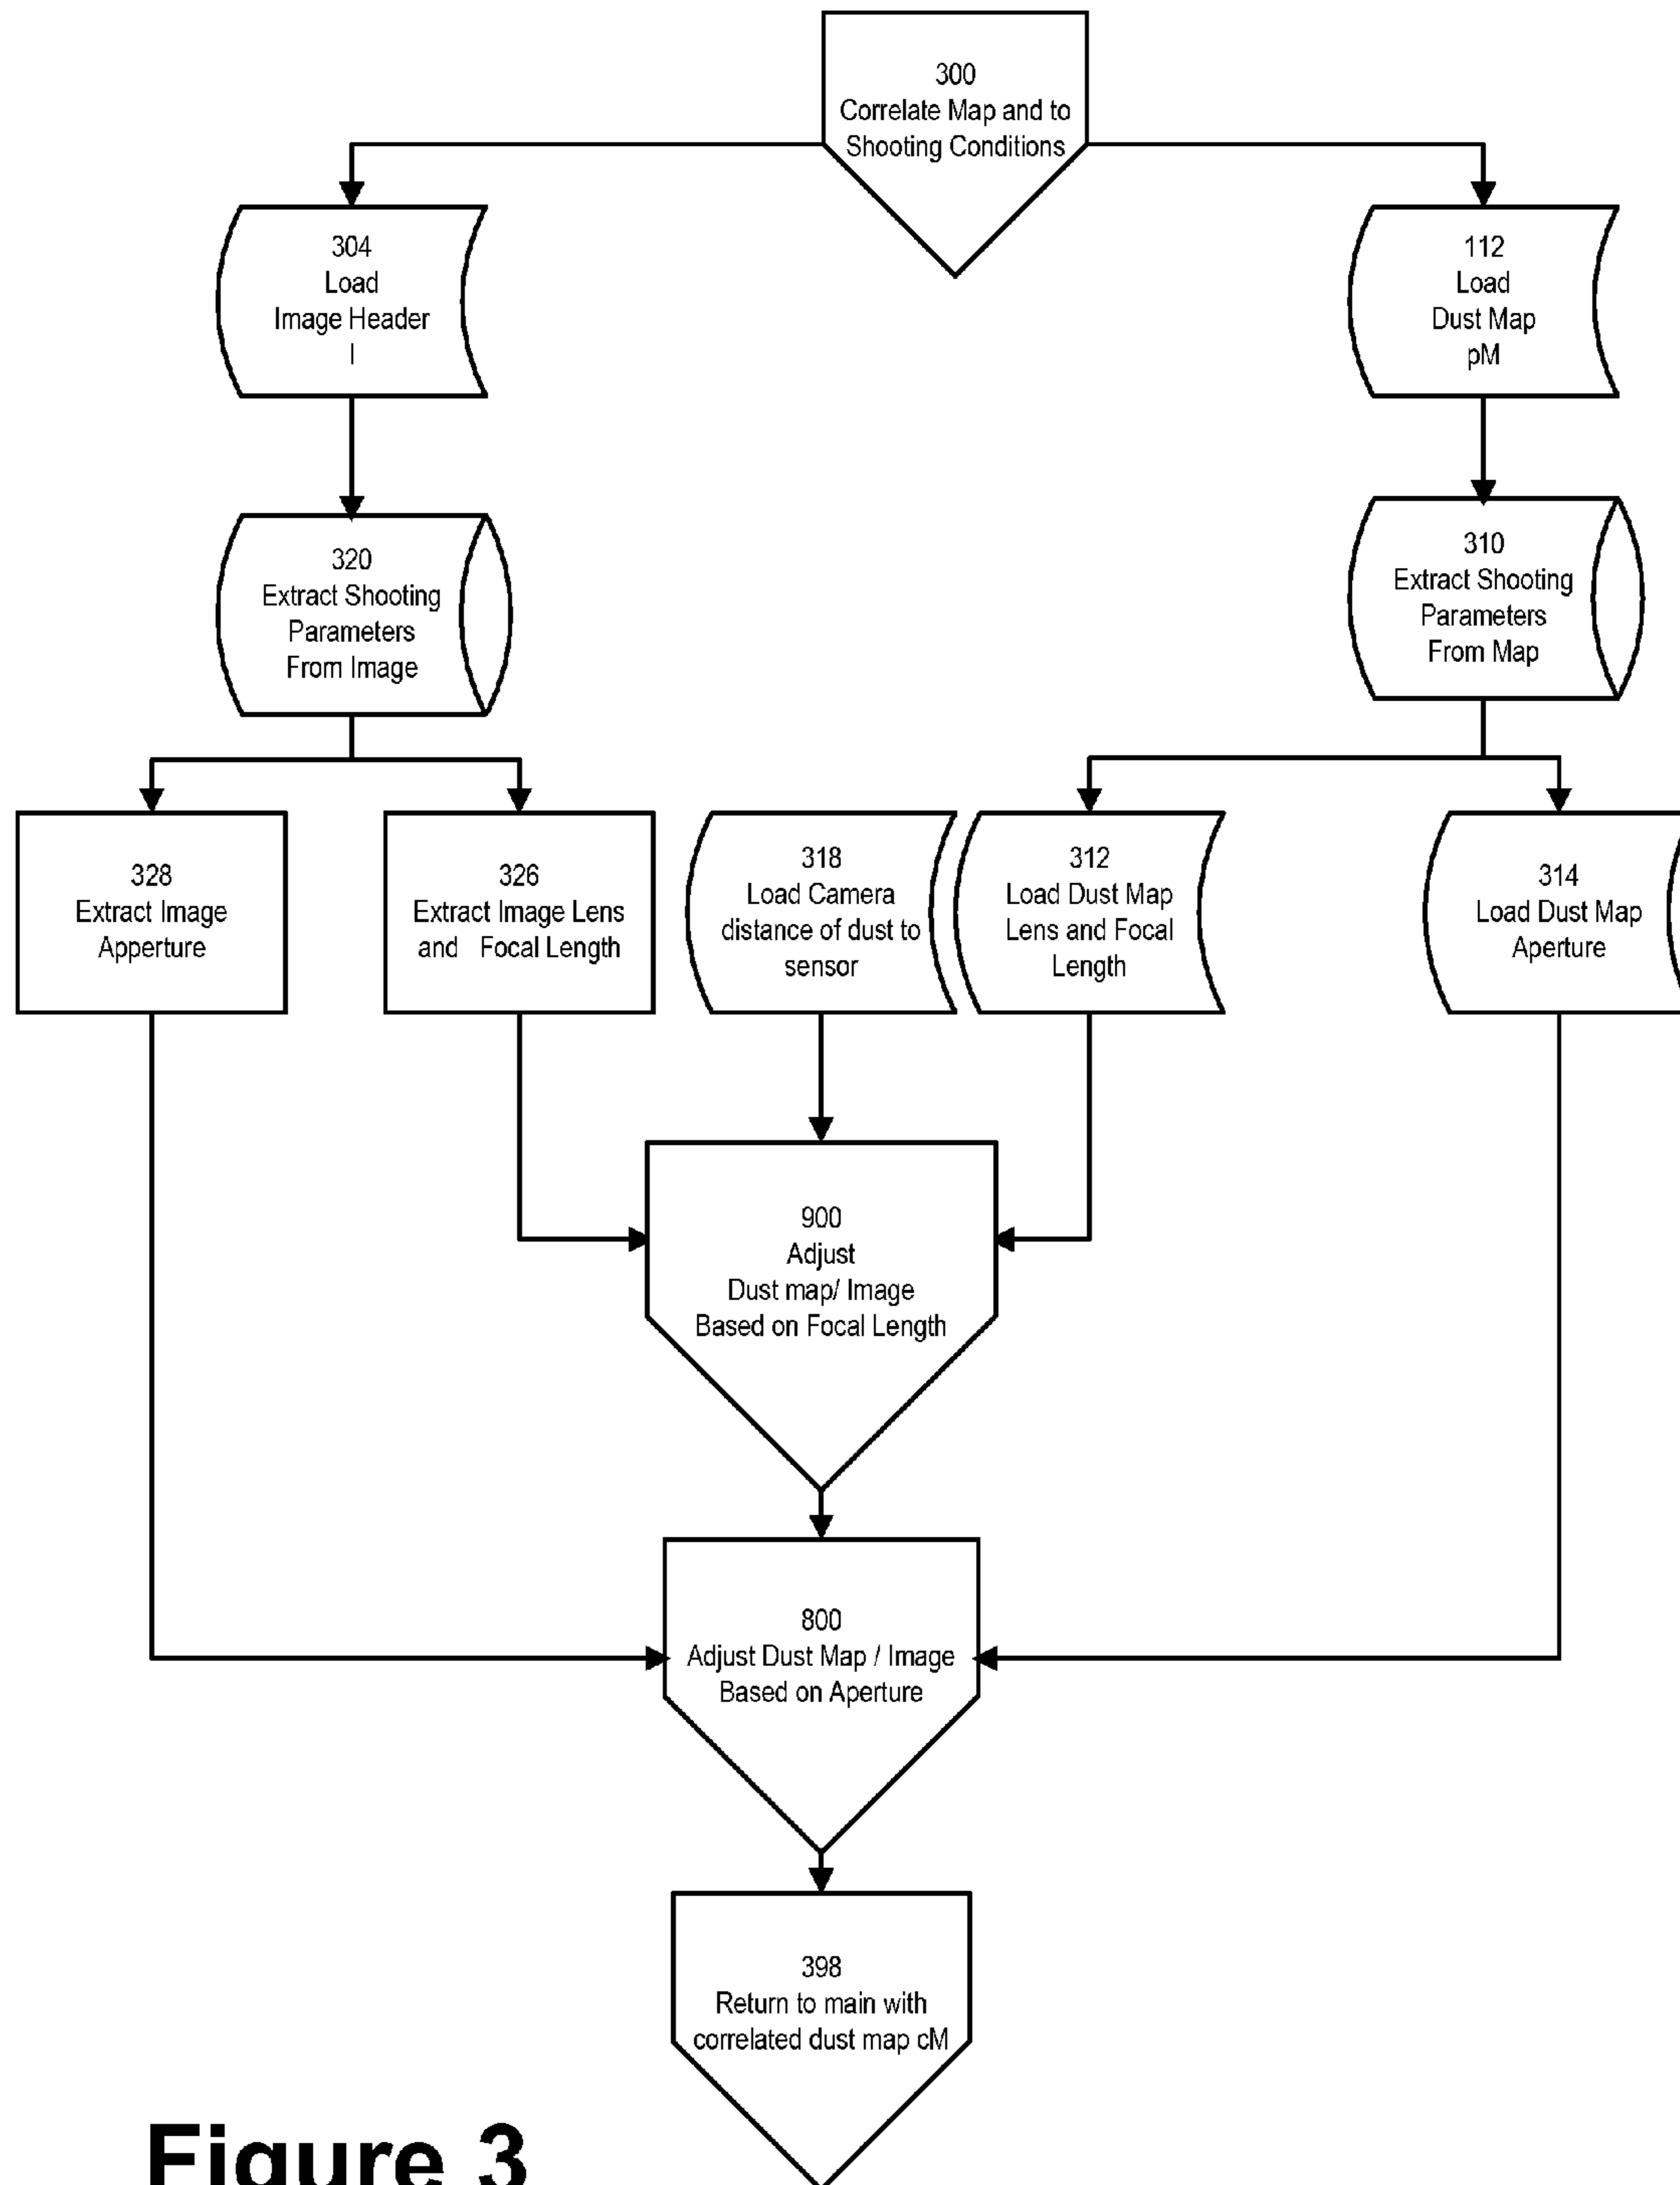 300
Correlate Map and to
Shooting Conditions
304
Load
Image Header
I
112
Load
Dust Map
pM
320
Extract Shooting
Parameters
From Image
310
Extract Shooting
Parameters
From Map
328
Extract Image
Apperture
326
Extract Image Lens
and Focal Length
318
Load Camera
distance of dust to
sensor
312
Load Dust Map
Lens and Focal
Length
314
Load Dust Map
Aperture
900
Adjust
Dust map/ Image
Based on Focal Length
800
Adjust Dust Map / Image
Based on Aperture
398
Return to main with
correlated dust map cM
Figure 3